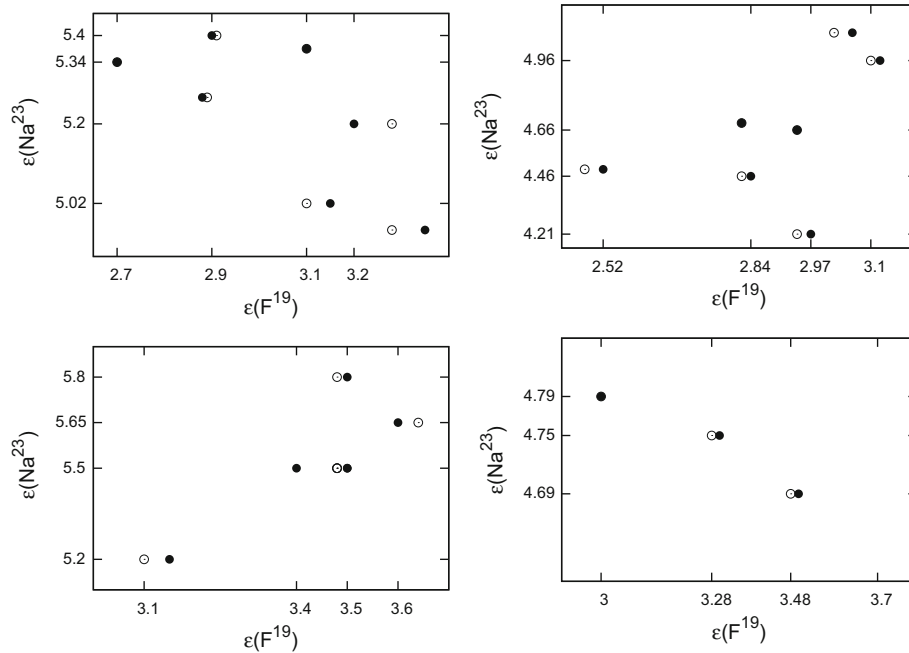 5.4
5.34
5.2
5.02
ε(Na²³)
2.7 2.9 3.1 3.2
ε(F¹⁹)
4.96
4.66
4.46
4.21
ε(Na²³)
2.52 2.84 2.97 3.1
ε(F¹⁹)
5.8
5.65
5.5
5.2
ε(Na²³)
3.1 3.4 3.5 3.6
ε(F¹⁹)
4.79
4.75
4.69
ε(Na²³)
3 3.28 3.48 3.7
ε(F¹⁹)